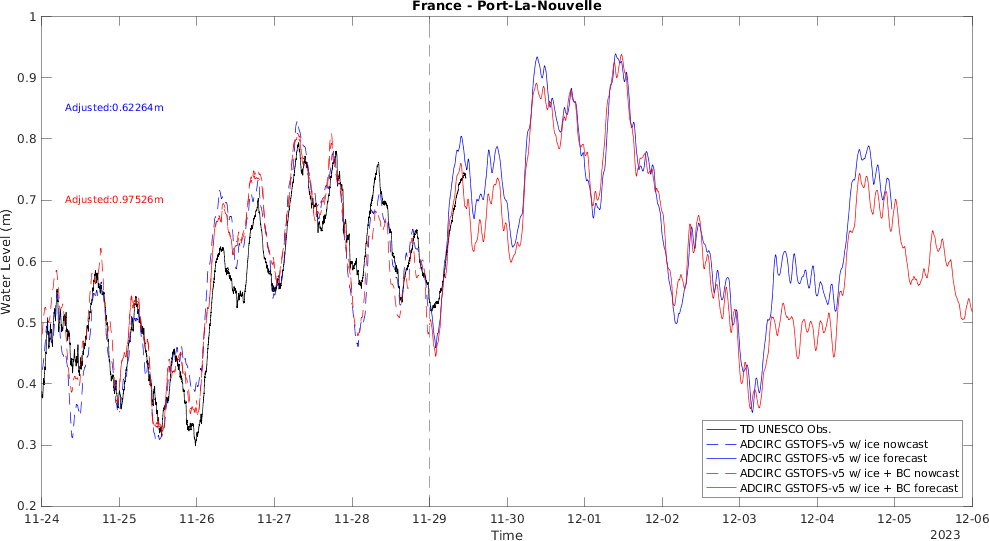 France - Port-La-Nouvelle
1
0.9
0.8
0.7
0.6
0.5
0.4
0.3
0.2
Water Level (m)
Adjusted:0.62264m
Adjusted:0.97526m
TD UNESCO Obs.
ADCIRC GSTOFS-v5 w/ ice nowcast
ADCIRC GSTOFS-v5 w/ ice forecast
ADCIRC GSTOFS-v5 w/ ice + BC nowcast
ADCIRC GSTOFS-v5 w/ ice + BC forecast
11-24 11-25 11-26 11-27 11-28 11-29 11-30 12-01 12-02 12-03 12-04 12-05 12-06
Time
2023